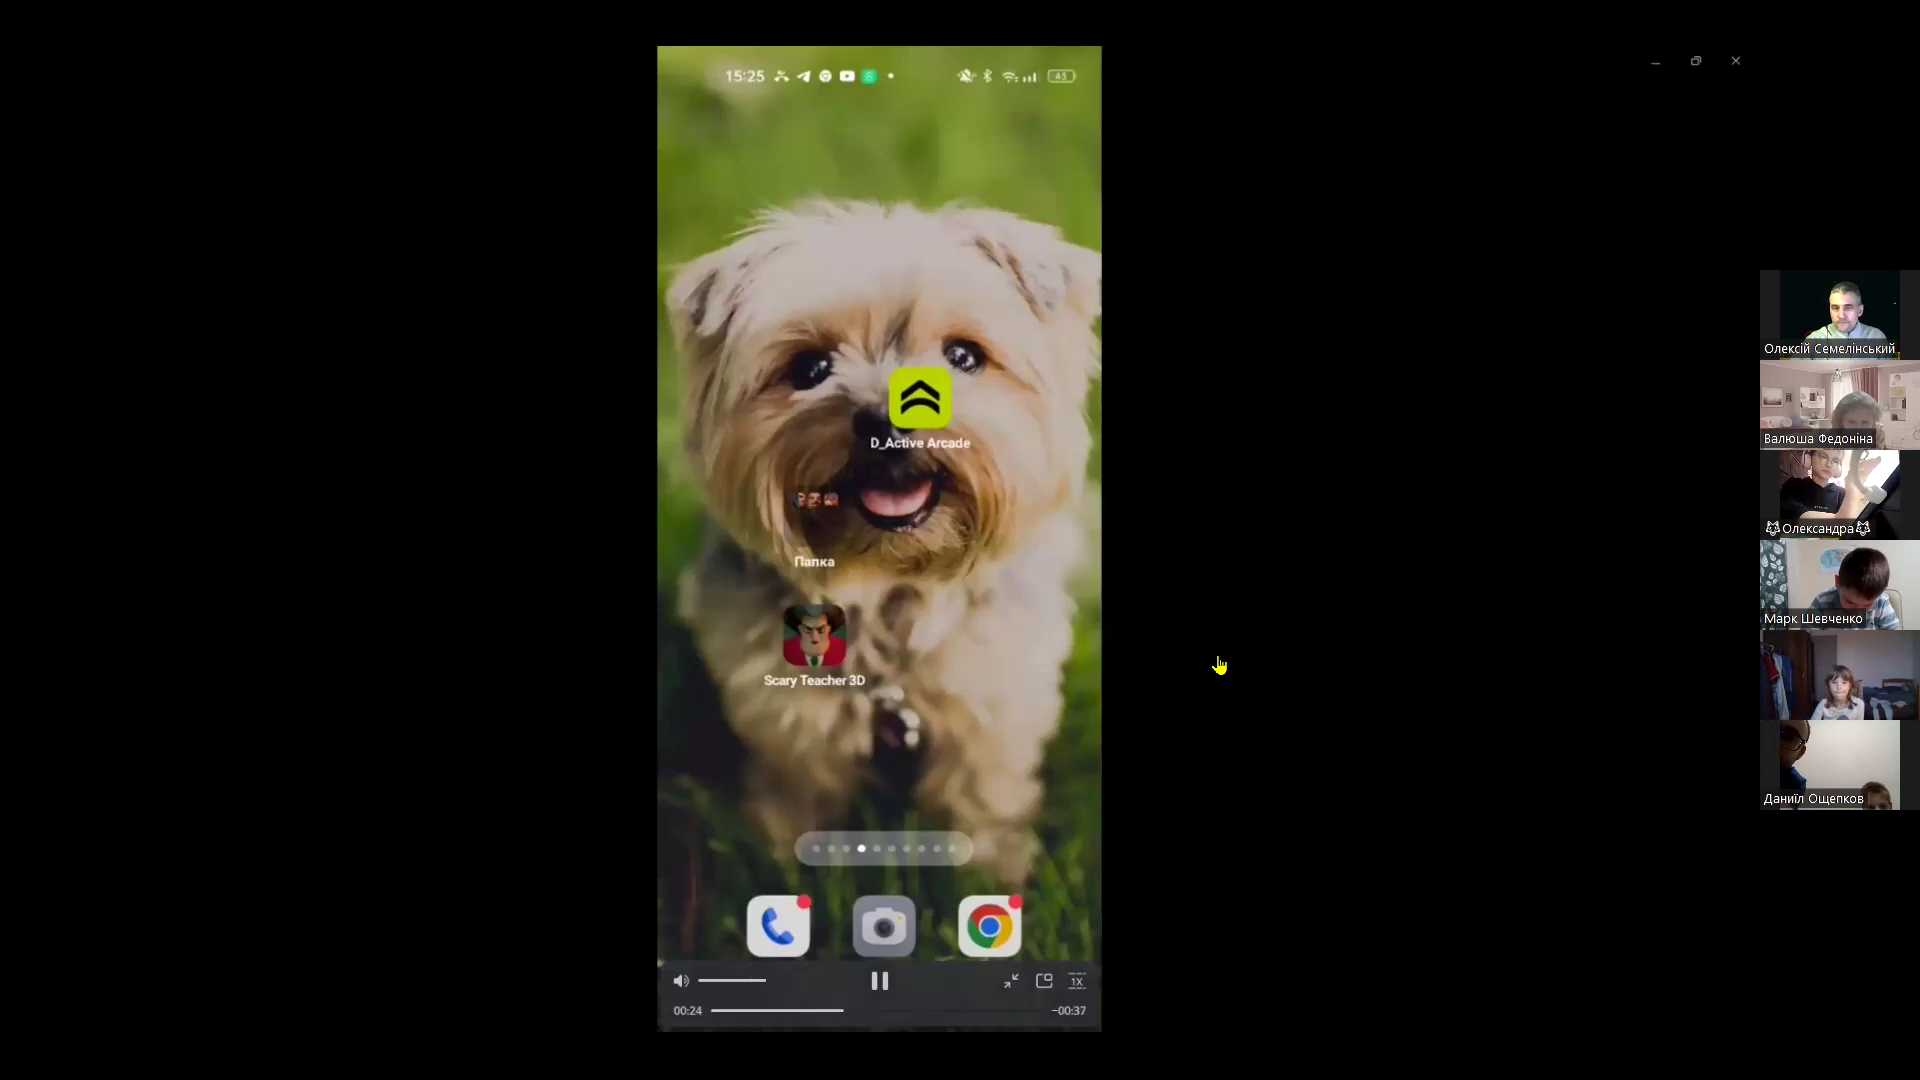 15:25
43
D_Active Arcade
Папка
Scary Teacher 3D
1X
00:24
−00:37
Олексій Семелінський
Валюша Федоніна
🐱Олександра🐱
Марк Шевченко
Даниїл Ощепков